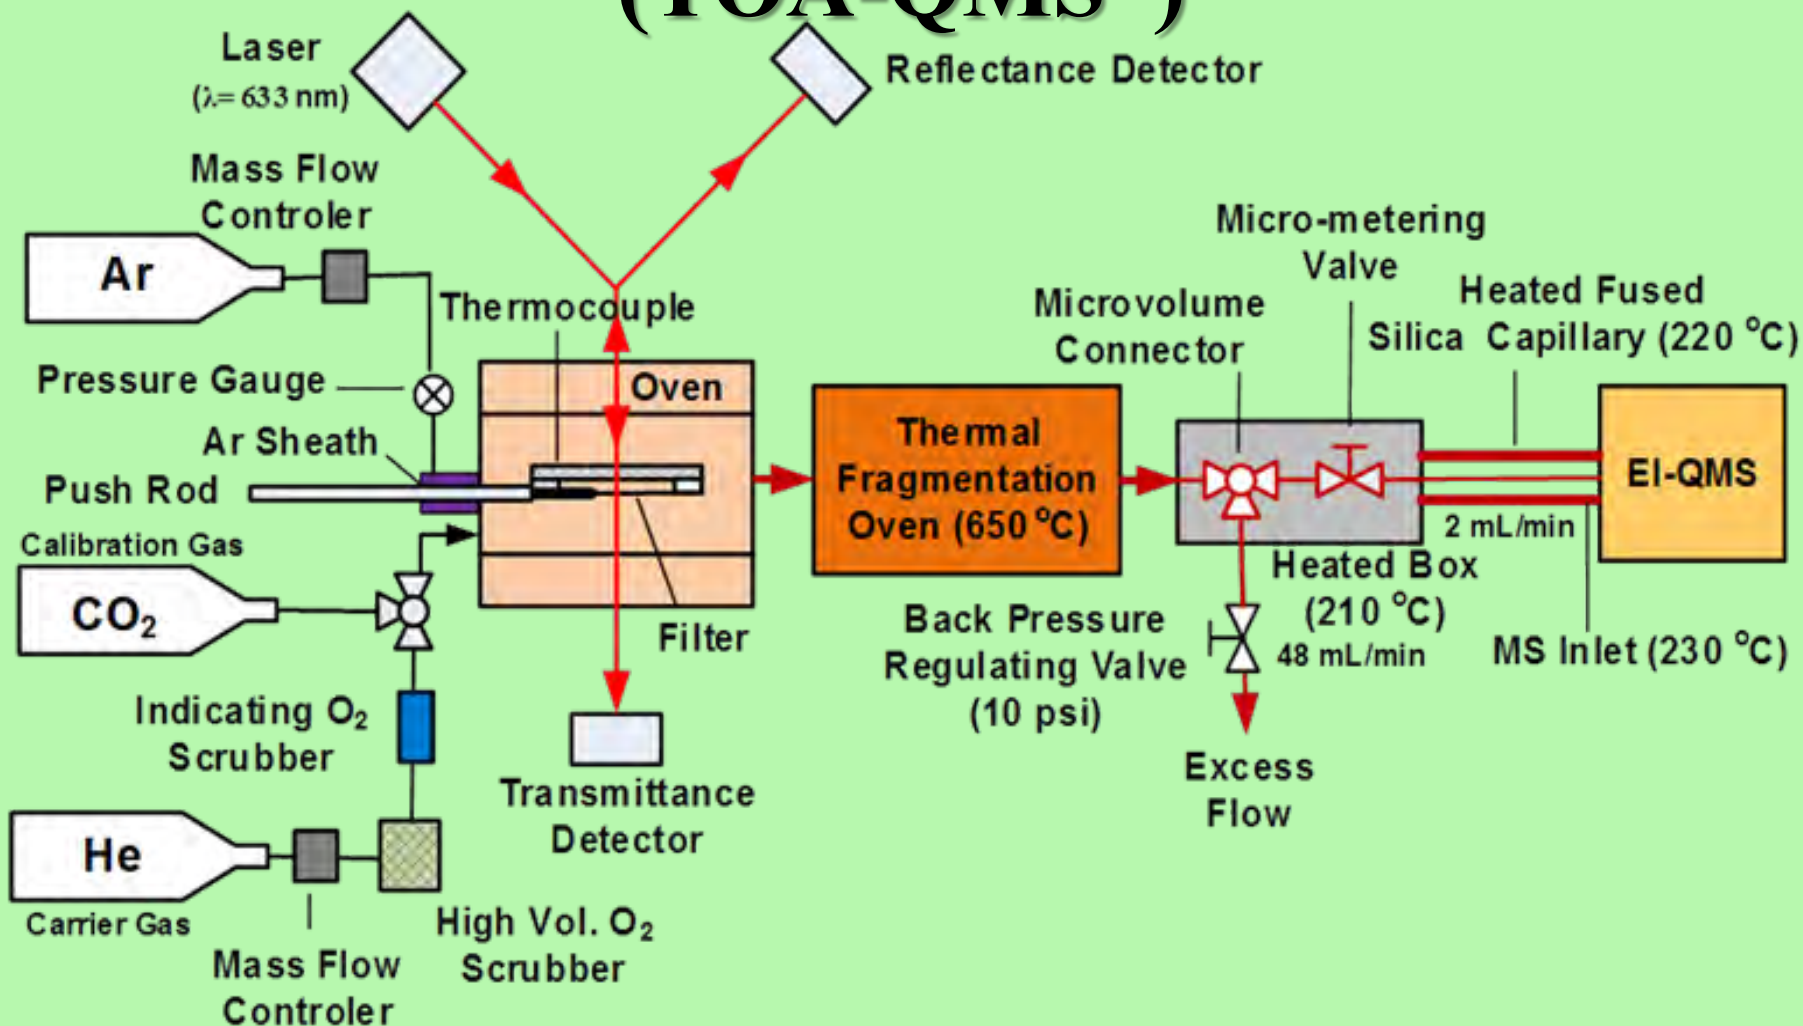 (TOA-QMS )
Laser
(λ= 633 nm)
Reflectance Detector
Mass Flow
Controler
Ar
Thermocouple
Pressure Gauge
Oven
Ar Sheath
Push Rod
Calibration Gas
CO₂
Filter
Indicating O₂
Scrubber
Transmittance
Detector
He
Carrier Gas
High Vol. O₂
Scrubber
Mass Flow
Controler
Thermal
Fragmentation
Oven (650 °C)
Microvolume
Connector
Micro-metering
Valve
Heated Fused
Silica Capillary (220 °C)
EI-QMS
2 mL/min
Heated Box
(210 °C)
48 mL/min
MS Inlet (230 °C)
Back Pressure
Regulating Valve
(10 psi)
Excess
Flow